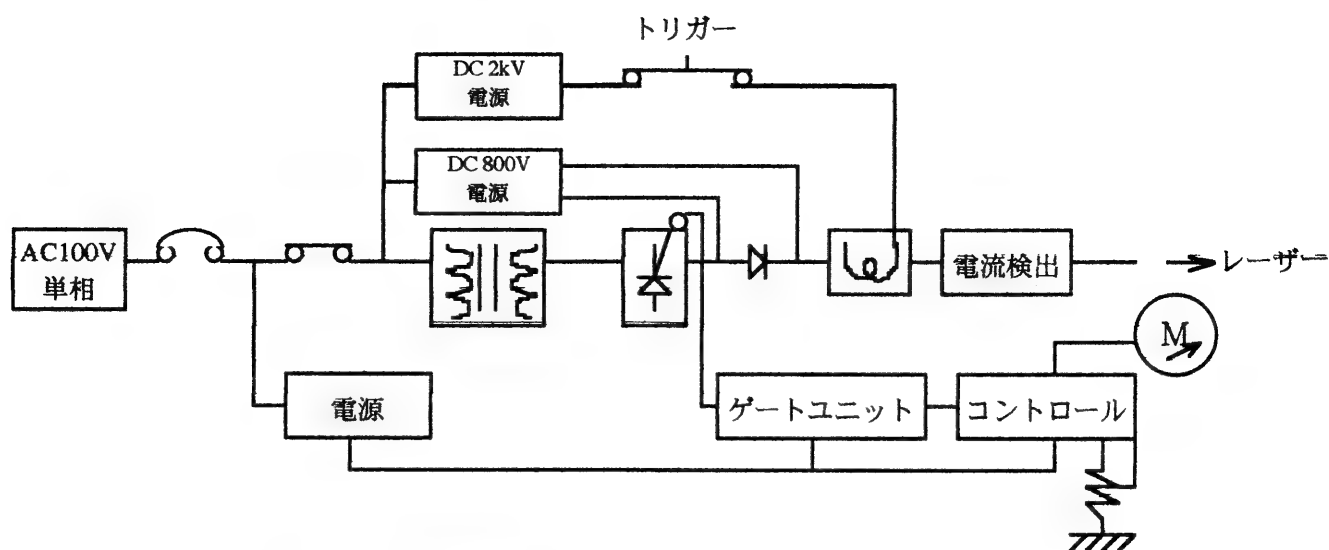 トリガー
DC 2kV
電源
DC 800V
電源
AC100V
単相
電流検出
レーザー
M
電源
ゲートユニット
コントロール